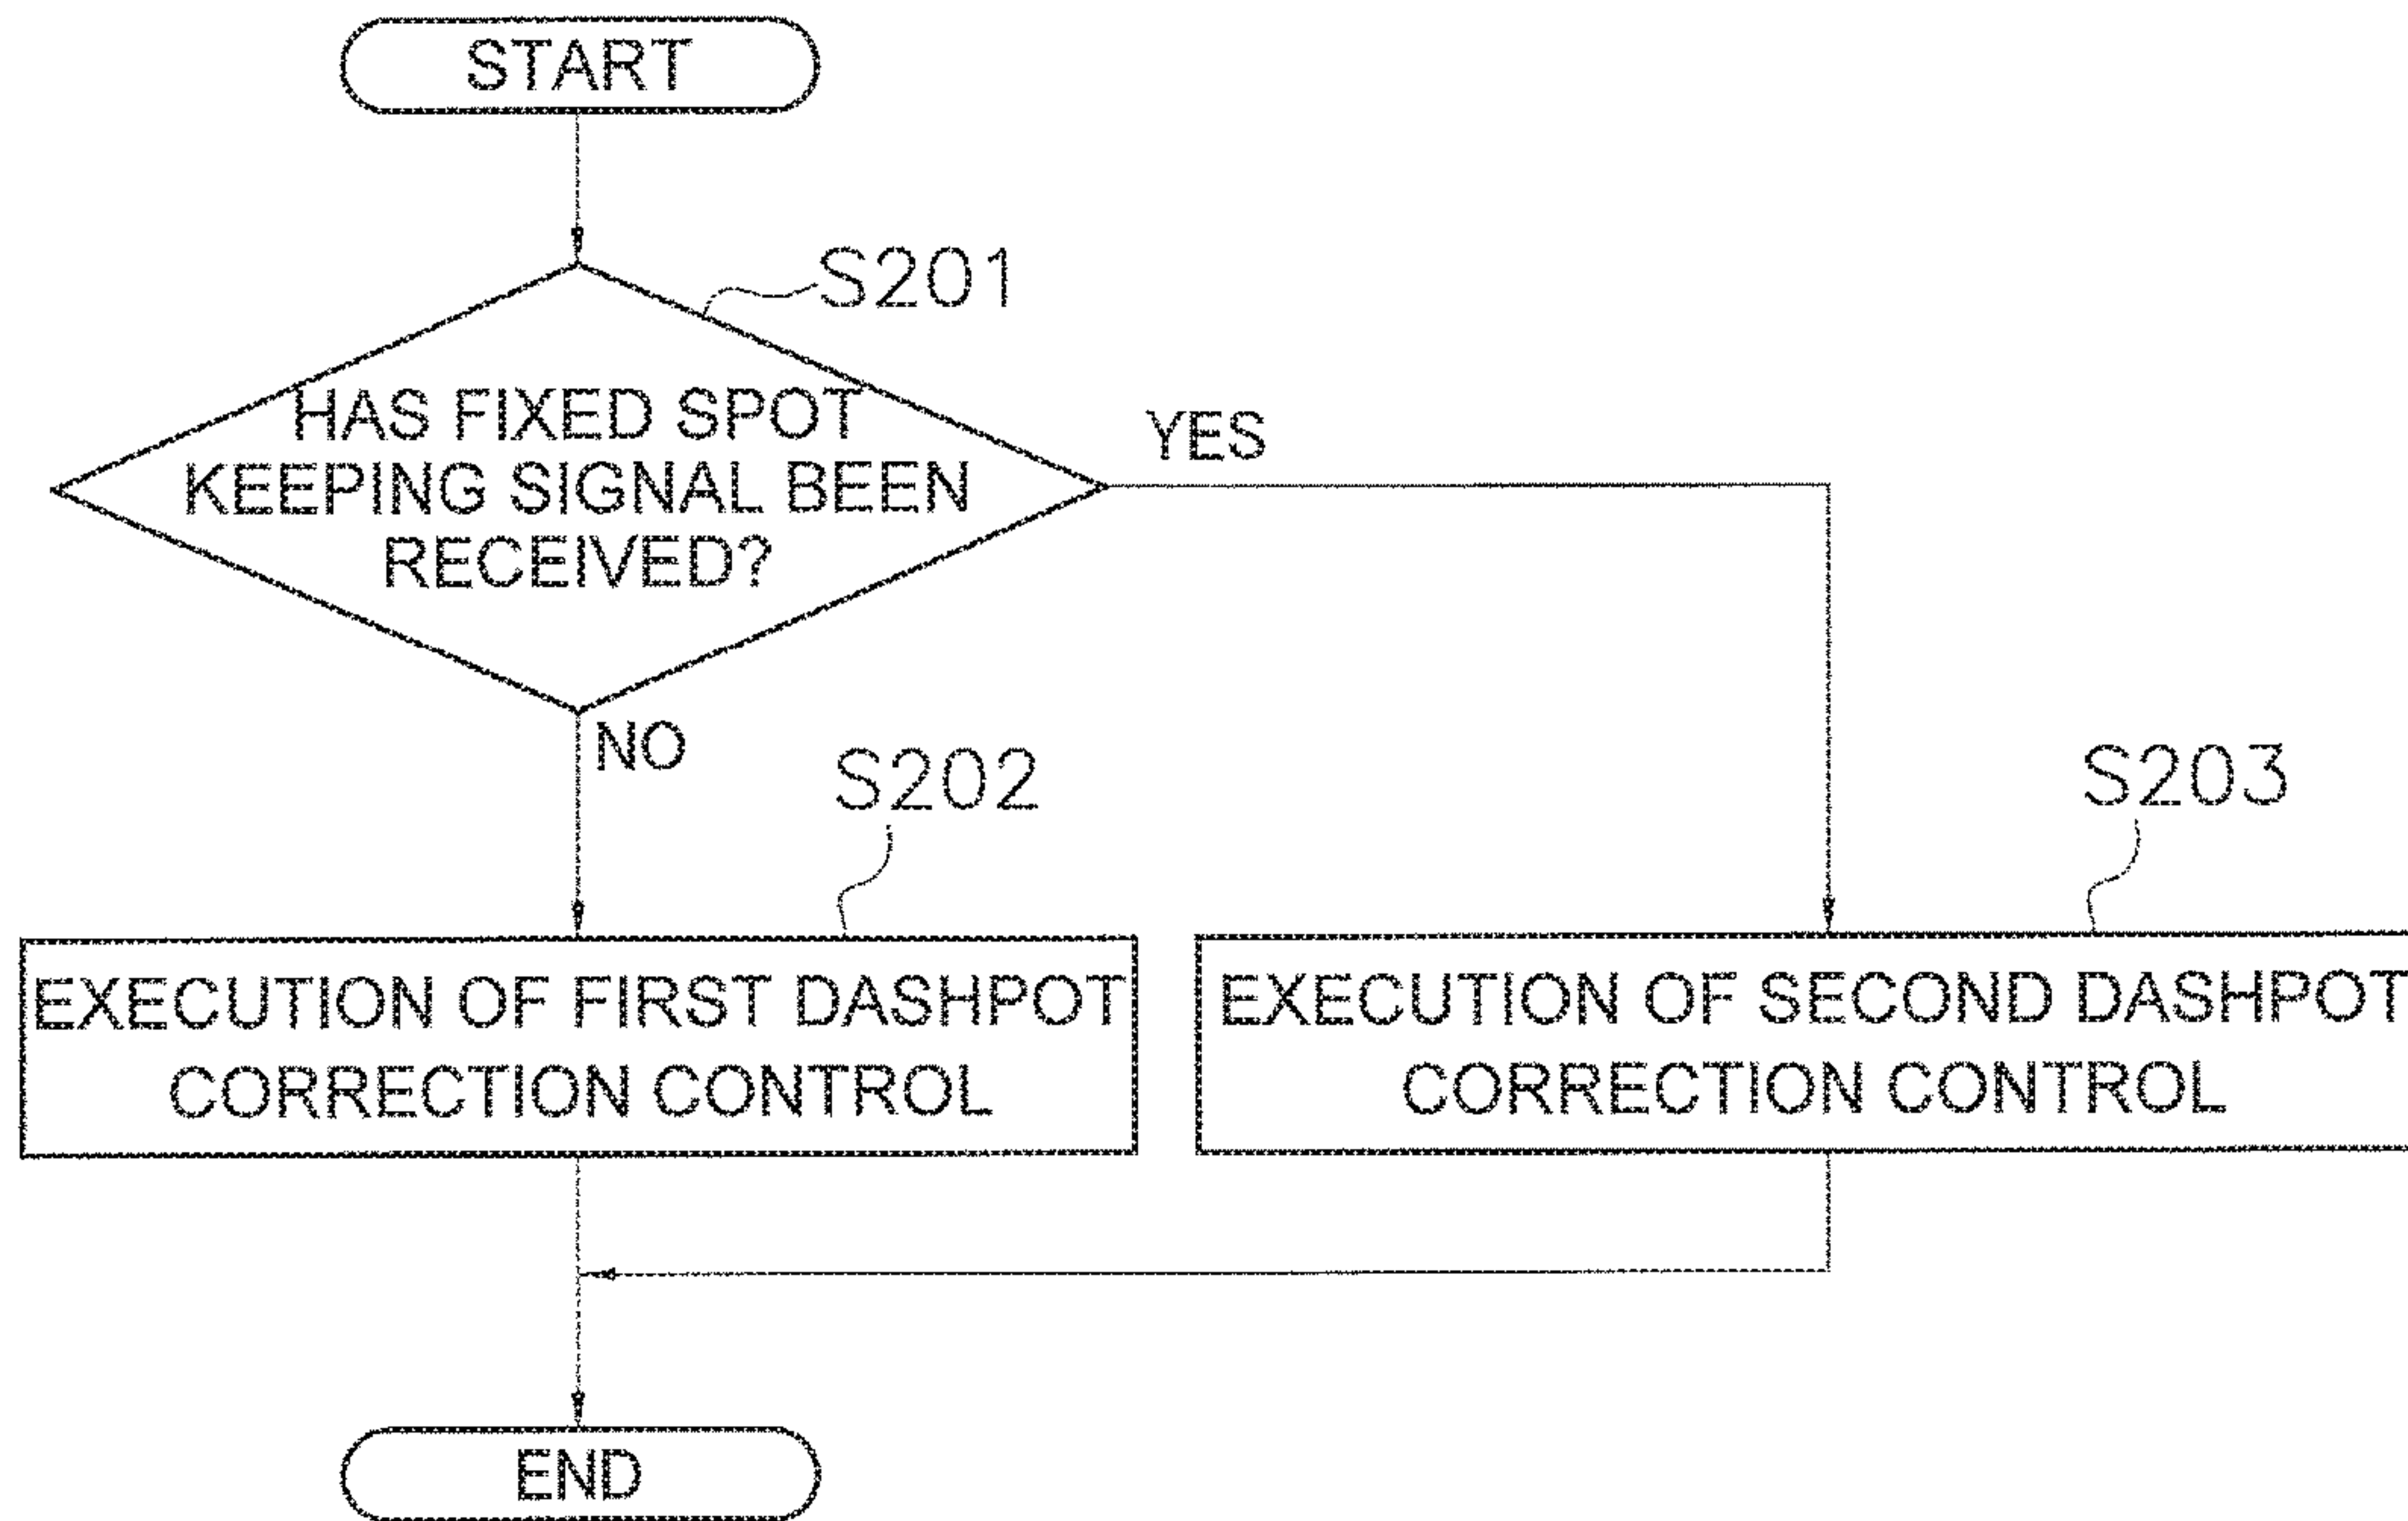 START
S201
HAS FIXED SPOT
KEEPING SIGNAL BEEN
RECEIVED?
YES
NO
S202
S203
EXECUTION OF FIRST DASHPOT
CORRECTION CONTROL
EXECUTION OF SECOND DASHPOT
CORRECTION CONTROL
END